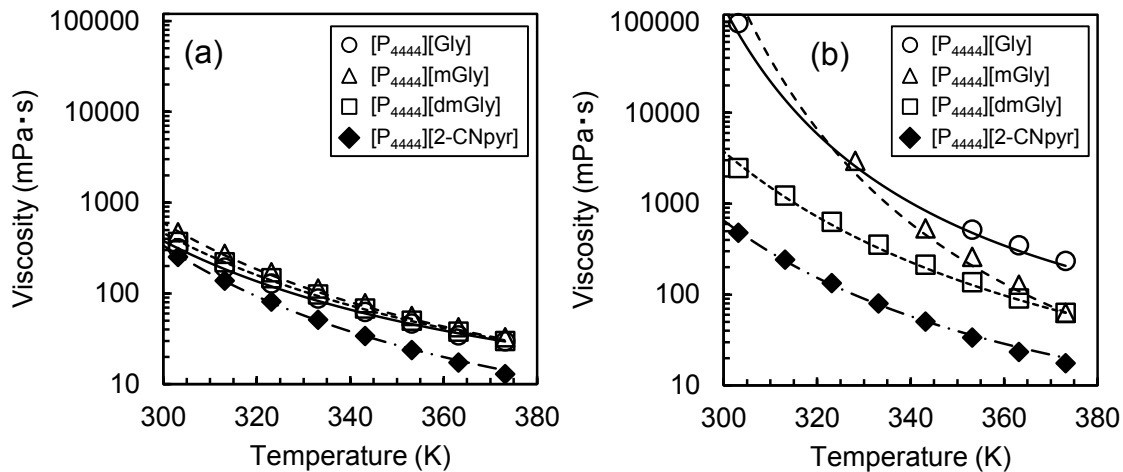 (a)
[P4444][Gly]
[P4444][mGly]
[P4444][dmGly]
[P4444][2-CNpyr]
Viscosity (mPa·s)
100000
10000
1000
100
10
300 320 340 360 380
Temperature (K)
(b)
[P4444][Gly]
[P4444][mGly]
[P4444][dmGly]
[P4444][2-CNpyr]
Viscosity (mPa·s)
100000
10000
1000
100
10
300 320 340 360 380
Temperature (K)